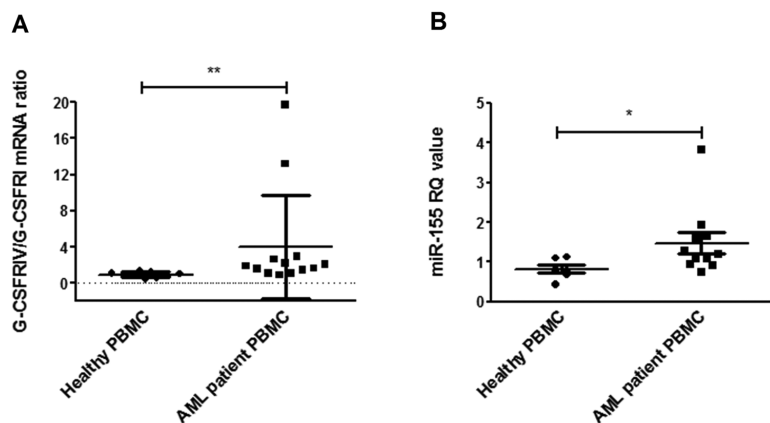 A
G-CSFRIV/G-CSFRI mRNA ratio
**
20
16
12
8
4
0
Healthy PBMC
AML patient PBMC
B
miR-155 RQ value
*
5
4
3
2
1
0
Healthy PBMC
AML patient PBMC